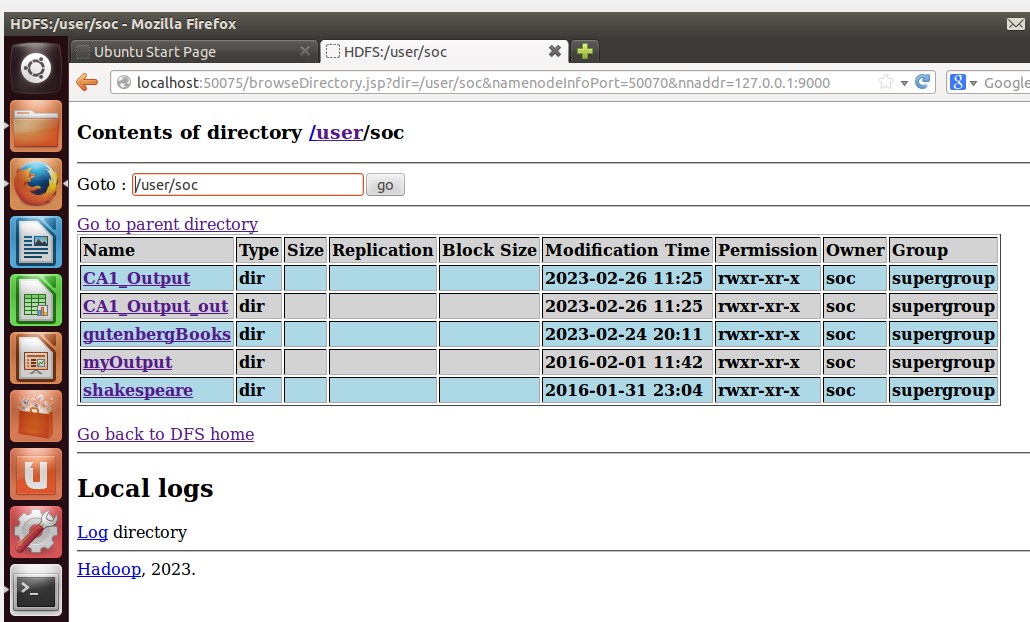 HDFS:/user/soc - Mozilla Firefox
Ubuntu Start Page HDFS:/user/soc
localhost:50075/browseDirectory.jsp?dir=/user/soc&namenodeInfoPort=50070&nnaddr=127.0.0.1:9000 8 Google
Contents of directory /user/soc
Goto : /user/soc go
Go to parent directory
Name Type Size Replication Block Size Modification Time Permission Owner Group
CA1_Output dir 2023-02-26 11:25 rwxr-xr-x soc supergroup
CA1_Output_out dir 2023-02-26 11:25 rwxr-xr-x soc supergroup
gutenbergBooks dir 2023-02-24 20:11 rwxr-xr-x soc supergroup
myOutput dir 2016-02-01 11:42 rwxr-xr-x soc supergroup
shakespeare dir 2016-01-31 23:04 rwxr-xr-x soc supergroup
Go back to DFS home
Local logs
Log directory
Hadoop, 2023.